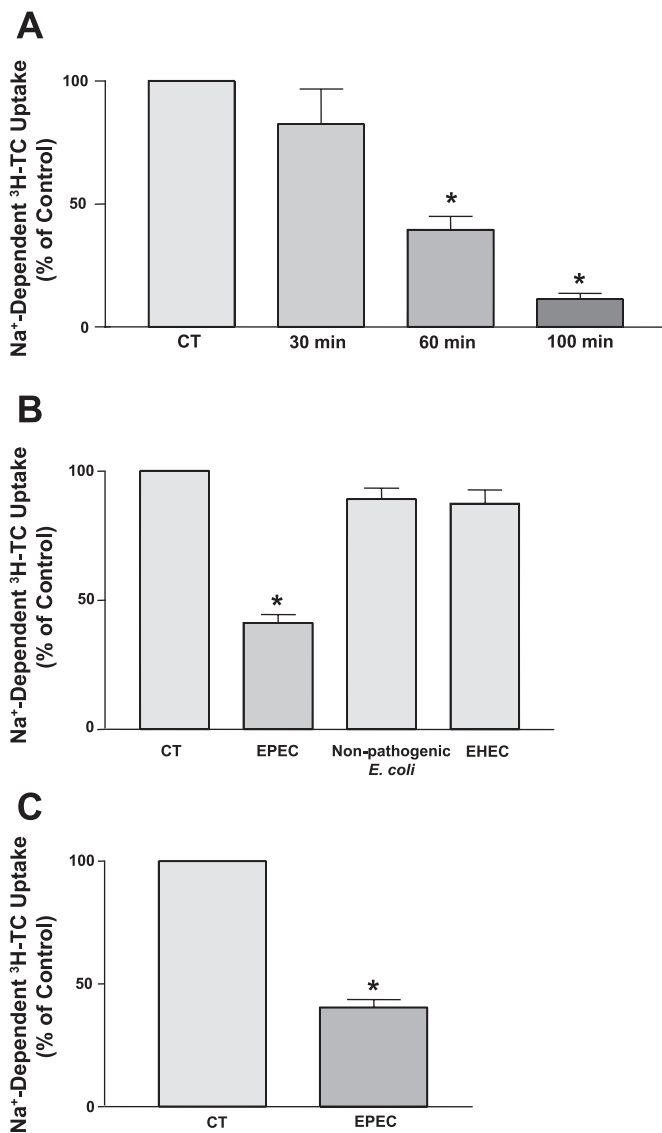 A
Na⁺-Dependent ³H-TC Uptake
(% of Control)
100
50
0
*
*
CT
30 min
60 min
100 min
B
Na⁺-Dependent ³H-TC Uptake
(% of Control)
100
50
0
*
CT
EPEC
Non-pathogenic
E. coli
EHEC
C
Na⁺-Dependent ³H-TC Uptake
(% of Control)
100
50
0
*
CT
EPEC